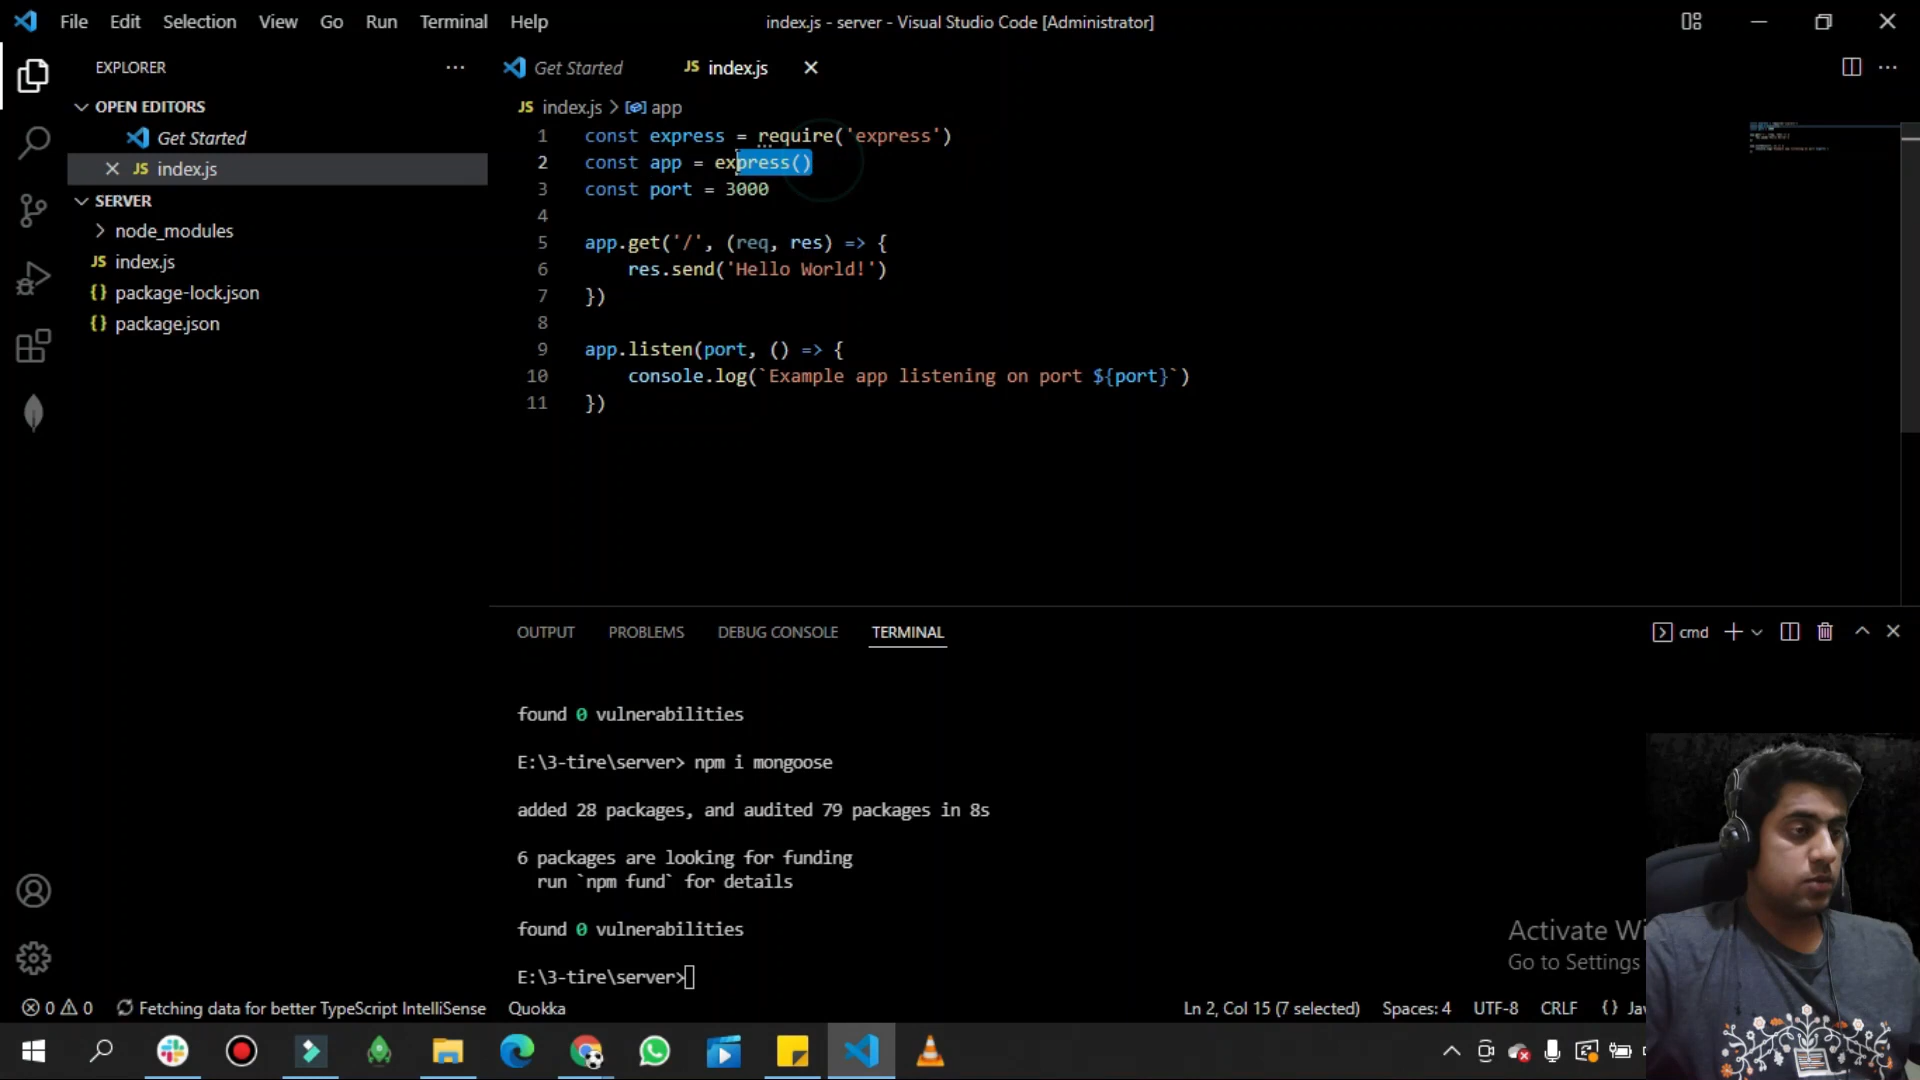 File Edit Selection View Go Run Terminal Help
index.js - server - Visual Studio Code [Administrator]
EXPLORER
OPEN EDITORS
Get Started
JS index.js
SERVER
node_modules
JS index.js
{} package-lock.json
{} package.json
Get Started
JS index.js
JS index.js > app
1 const express = require('express')
2 const app = express()
3 const port = 3000
4
5 app.get('/', (req, res) => {
6 res.send('Hello World!')
7 })
8
9 app.listen(port, () => {
10 console.log(`Example app listening on port ${port}`)
11 })
OUTPUT PROBLEMS DEBUG CONSOLE TERMINAL
cmd
found 0 vulnerabilities
E:\3-tire\server> npm i mongoose
added 28 packages, and audited 79 packages in 8s
6 packages are looking for funding
run `npm fund` for details
found 0 vulnerabilities
E:\3-tire\server>
Activate Wi
Go to Settings
0 0 Fetching data for better TypeScript IntelliSense Quokka
Ln 2, Col 15 (7 selected) Spaces: 4 UTF-8 CRLF {} Jav